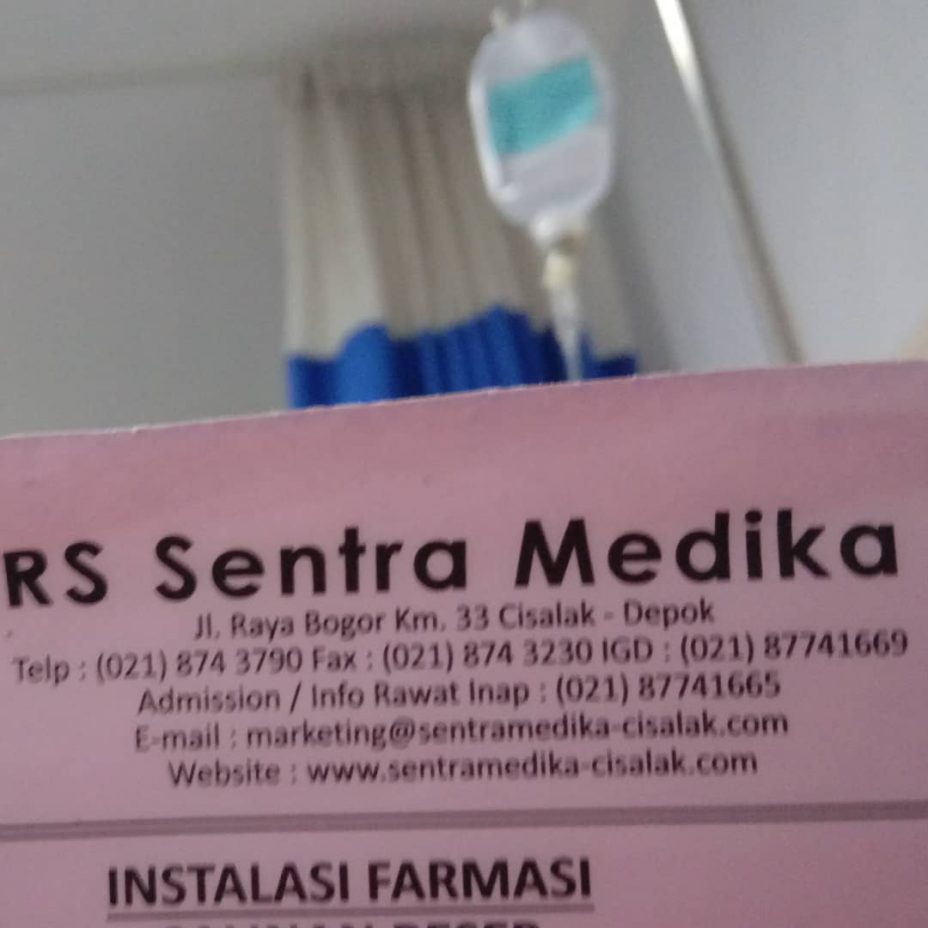 RS Sentra Medika
Jl. Raya Bogor Km. 33 Cisalak - Depok
Telp : (021) 874 3790 Fax : (021) 874 3230 IGD : (021) 87741669
Admission / Info Rawat Inap : (021) 87741665
E-mail : marketing@sentramedika-cisalak.com
Website : www.sentramedika-cisalak.com
INSTALASI FARMASI